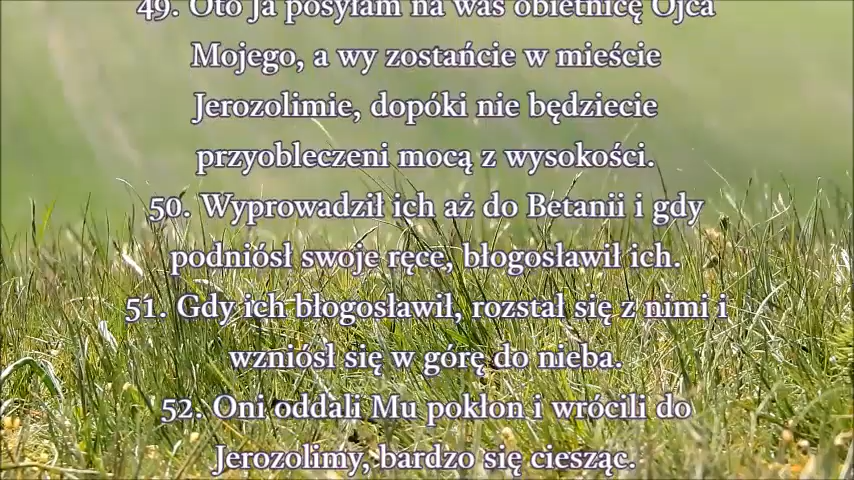 49. Oto Ja posyłam na was obietnicę Ojca
Mojego, a wy zostańcie w mieście
Jerozolimie, dopóki nie będziecie
przyobleczeni mocą z wysokości.
50. Wyprowadził ich aż do Betanii i gdy
podniósł swoje ręce, błogosławił ich.
51. Gdy ich błogosławił, rozstał się z nimi i
wzniósł się w górę do nieba.
52. Oni oddali Mu pokłon i wrócili do
Jerozolimy, bardzo się ciesząc.